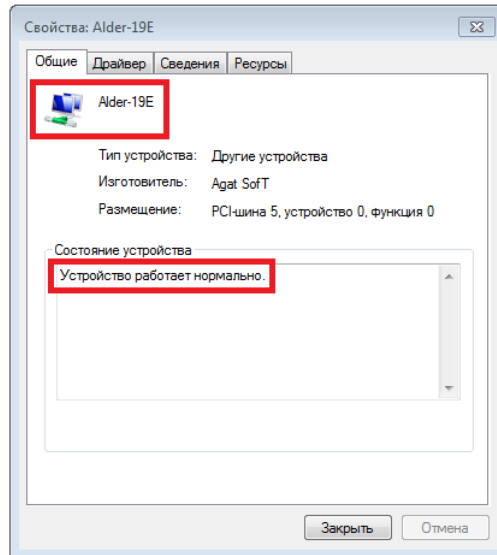 Свойства: Alder-19E
Общие Драйвер Сведения Ресурсы
Alder-19E
Тип устройства: Другие устройства
Изготовитель: Agat SofT
Размещение: PCI-шина 5, устройство 0, функция 0
Состояние устройства
Устройство работает нормально.
Закрыть Отмена